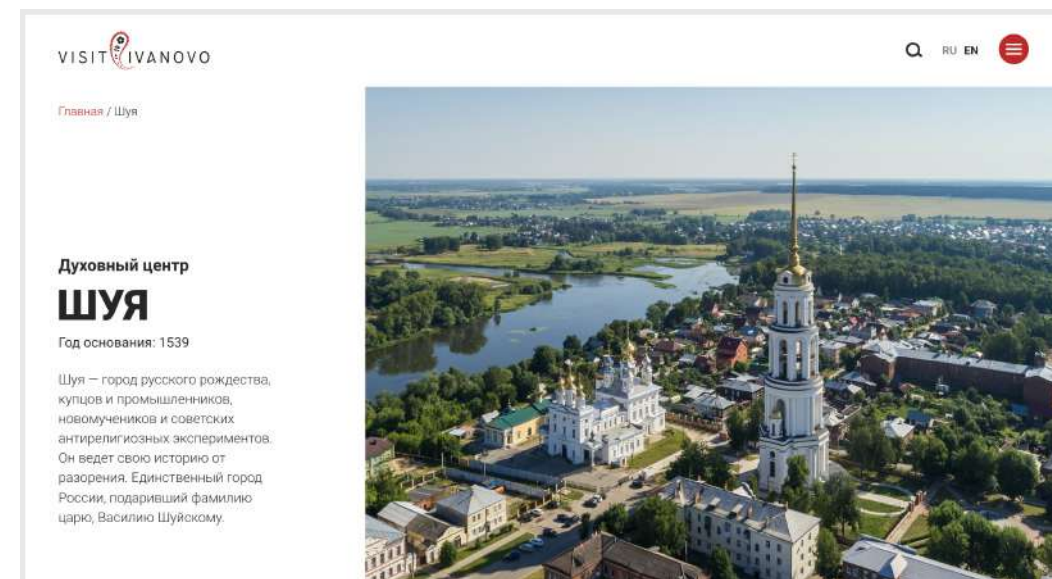 VISIT IVANOVO
RU EN
Главная / Шуя
Духовный центр
ШУЯ
Год основания: 1539
Шуя — город русского рождества,
купцов и промышленников,
новомучеников и советских
антирелигиозных экспериментов.
Он ведет свою историю от
разорения. Единственный город
России, подаривший фамилию
царю, Василию Шуйскому.